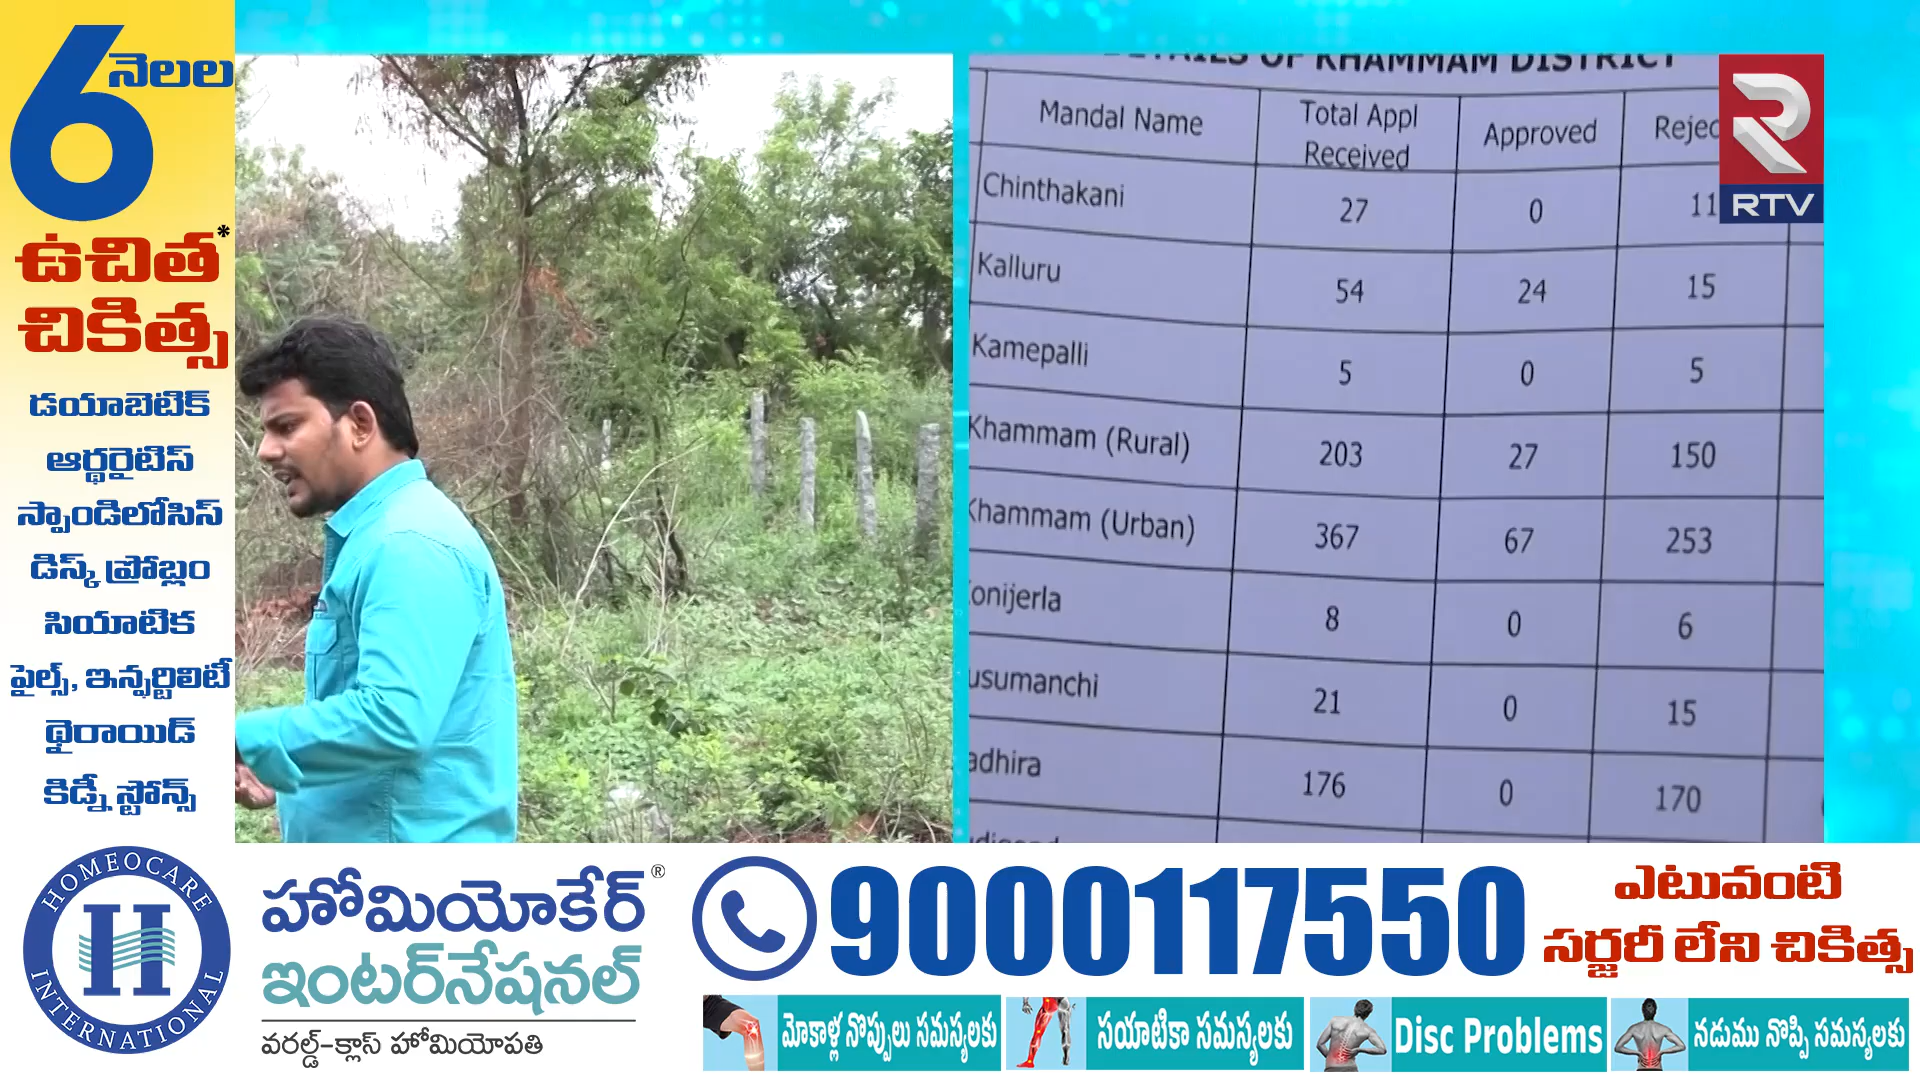 6 నెలల
ఉచిత*
చికిత్స
డయాబెటిక్
ఆర్థరైటిస్
స్పాండిలోసిస్
డిస్క్ ప్రోబ్లం
సియాటిక
పైల్స్, ఇన్ఫర్టిలిటీ
థైరాయిడ్
కిడ్నీ స్టోన్స్
OF KHAMMAM DISTRICT
Mandal Name Total Appl Received Approved
Chinthakani 27 0 11
Kalluru 54 24 15
Kamepalli 5 0 5
Khammam (Rural) 203 27 150
Khammam (Urban) 367 67 253
onijerla 8 0 6
usumanchi 21 0 15
adhira 176 0 170
RTV
HOMEOCARE
INTERNATIONAL
హోమియోకేర్®
ఇంటర్‌నేషనల్
వరల్డ్-క్లాస్ హోమియోపతి
9000117550
ఎటువంటి
సర్జరీ లేని చికిత్స
మోకాళ్ల నొప్పులు సమస్యలకు
సయాటికా సమస్యలకు
Disc Problems
నడుము నొప్పి సమస్యలకు